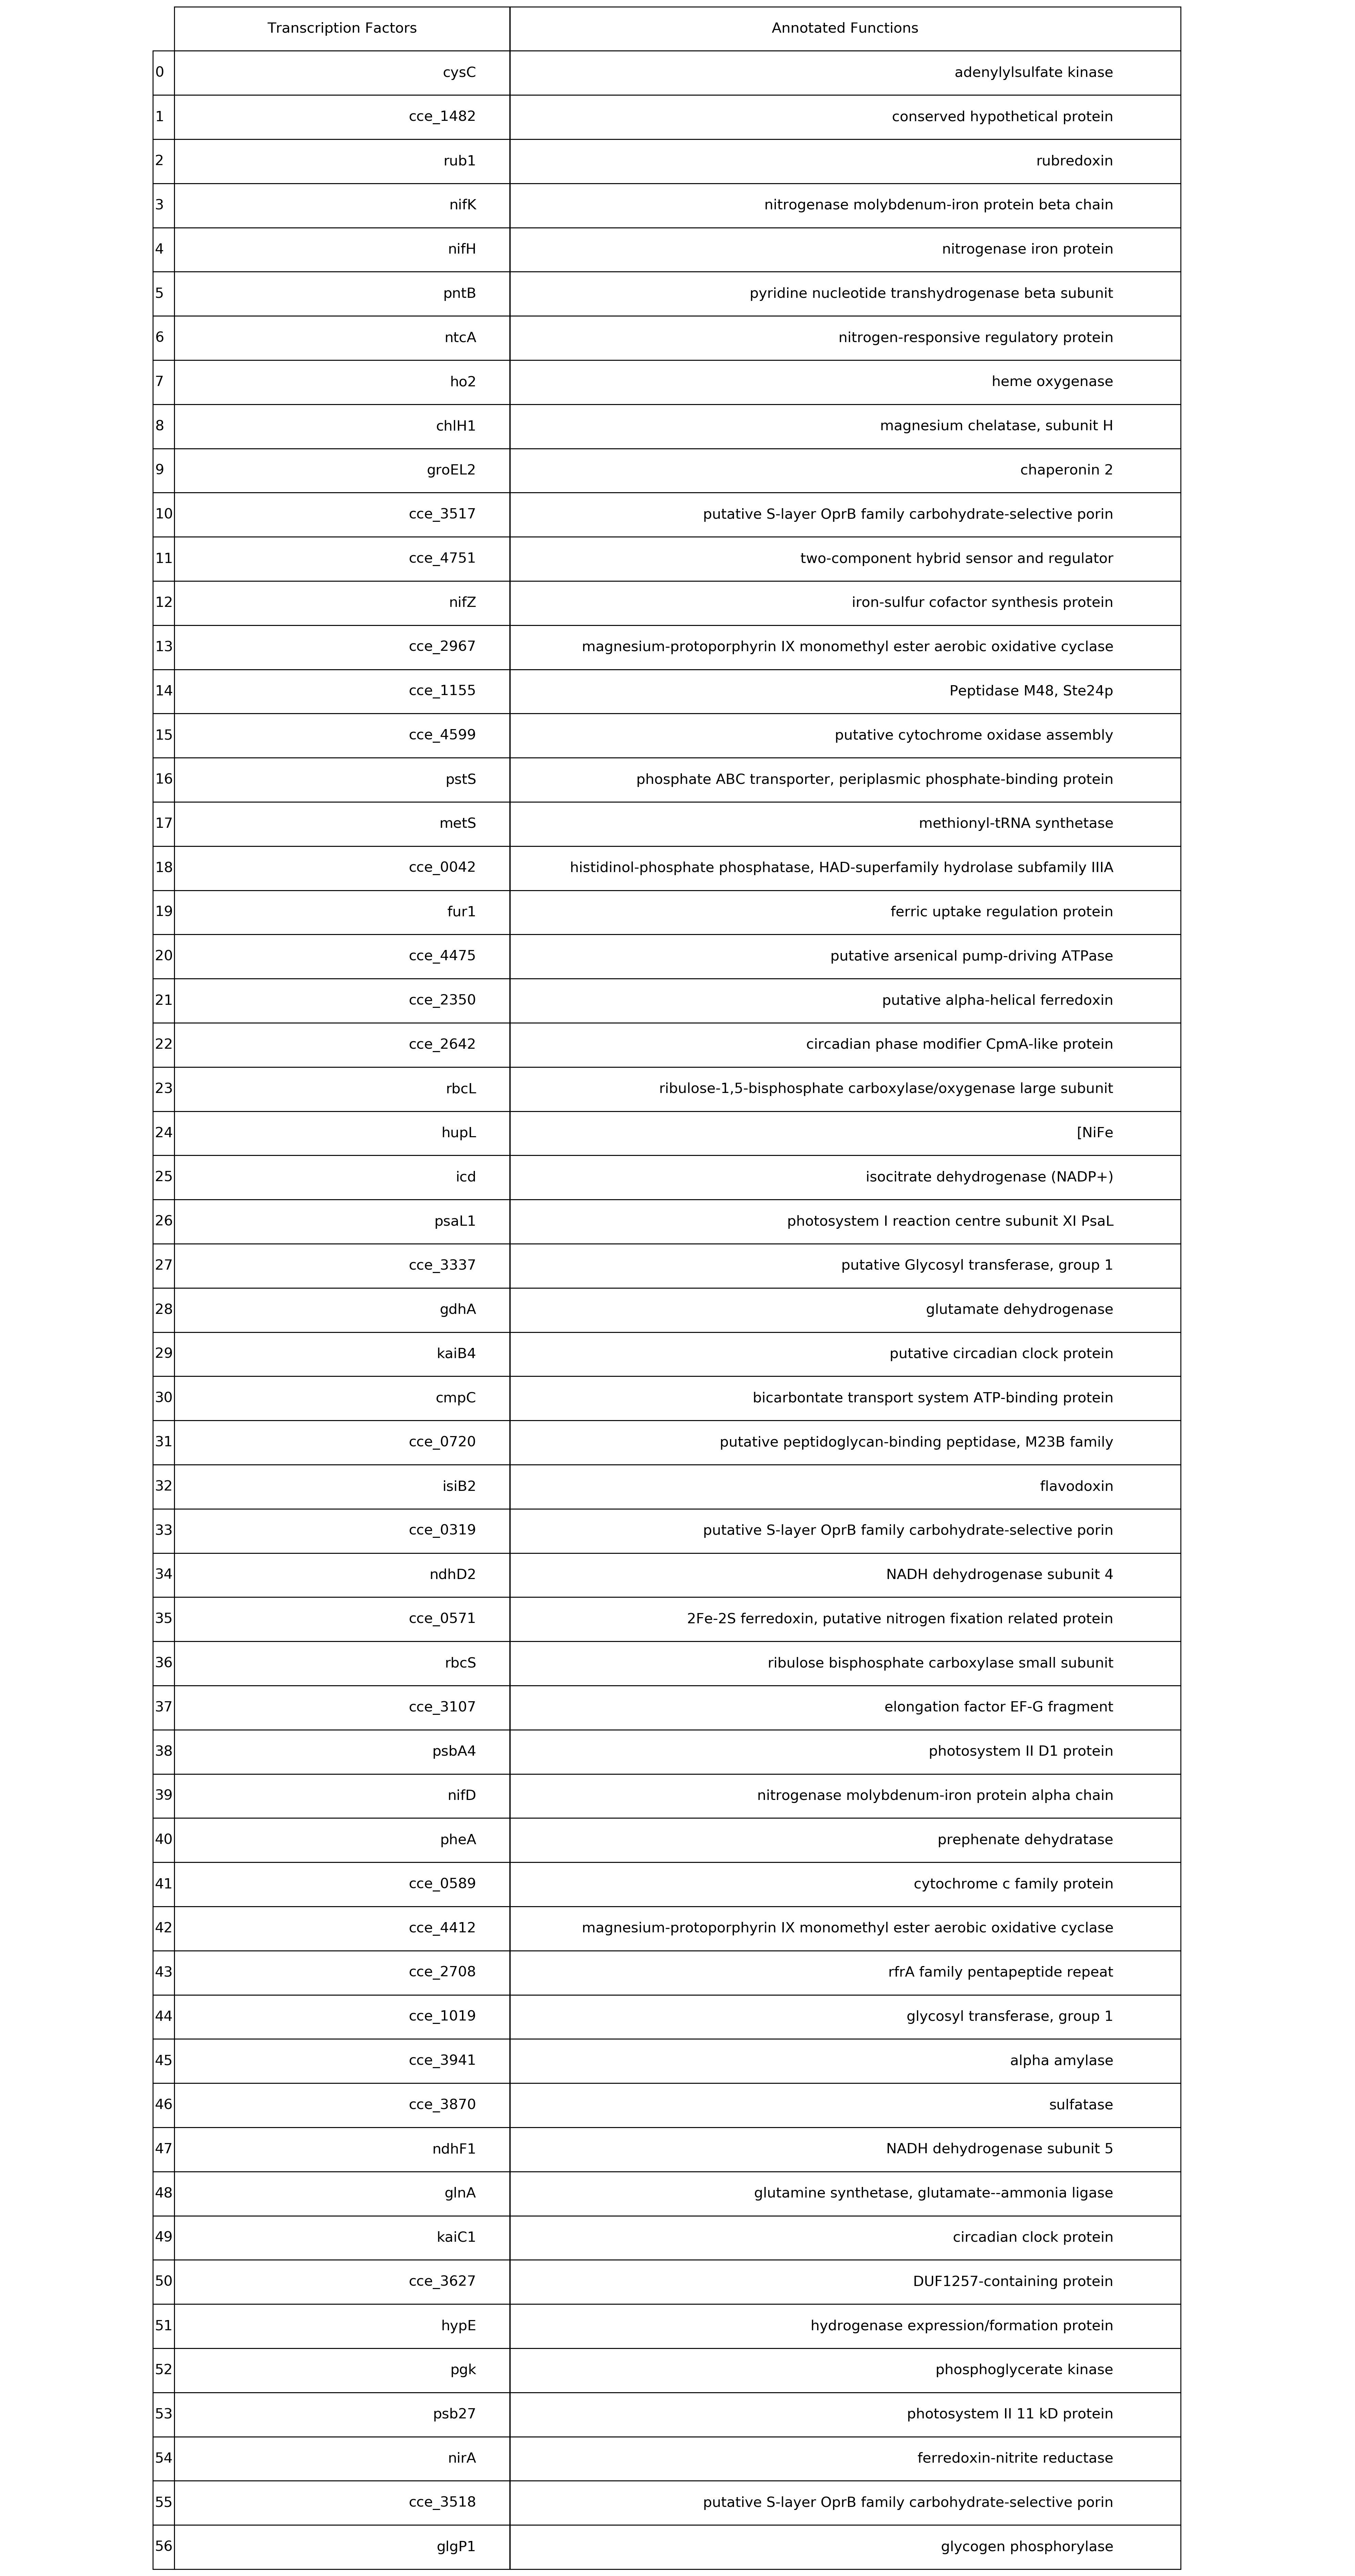 Transcription Factors Annotated Functions
0 cysC adenylylsulfate kinase
1 cce_1482 conserved hypothetical protein
2 rub1 rubredoxin
3 nifK nitrogenase molybdenum-iron protein beta chain
4 nifH nitrogenase iron protein
5 pntB pyridine nucleotide transhydrogenase beta subunit
6 ntcA nitrogen-responsive regulatory protein
7 ho2 heme oxygenase
8 chlH1 magnesium chelatase, subunit H
9 groEL2 chaperonin 2
10 cce_3517 putative S-layer OprB family carbohydrate-selective porin
11 cce_4751 two-component hybrid sensor and regulator
12 nifZ iron-sulfur cofactor synthesis protein
13 cce_2967 magnesium-protoporphyrin IX monomethyl ester aerobic oxidative cyclase
14 cce_1155 Peptidase M48, Ste24p
15 cce_4599 putative cytochrome oxidase assembly
16 pstS phosphate ABC transporter, periplasmic phosphate-binding protein
17 metS methionyl-tRNA synthetase
18 cce_0042 histidinol-phosphate phosphatase, HAD-superfamily hydrolase subfamily IIIA
19 fur1 ferric uptake regulation protein
20 cce_4475 putative arsenical pump-driving ATPase
21 cce_2350 putative alpha-helical ferredoxin
22 cce_2642 circadian phase modifier CpmA-like protein
23 rbcL ribulose-1,5-bisphosphate carboxylase/oxygenase large subunit
24 hupL [NiFe
25 icd isocitrate dehydrogenase (NADP+)
26 psaL1 photosystem I reaction centre subunit XI PsaL
27 cce_3337 putative Glycosyl transferase, group 1
28 gdhA glutamate dehydrogenase
29 kaiB4 putative circadian clock protein
30 cmpC bicarbontate transport system ATP-binding protein
31 cce_0720 putative peptidoglycan-binding peptidase, M23B family
32 isiB2 flavodoxin
33 cce_0319 putative S-layer OprB family carbohydrate-selective porin
34 ndhD2 NADH dehydrogenase subunit 4
35 cce_0571 2Fe-2S ferredoxin, putative nitrogen fixation related protein
36 rbcS ribulose bisphosphate carboxylase small subunit
37 cce_3107 elongation factor EF-G fragment
38 psbA4 photosystem II D1 protein
39 nifD nitrogenase molybdenum-iron protein alpha chain
40 pheA prephenate dehydratase
41 cce_0589 cytochrome c family protein
42 cce_4412 magnesium-protoporphyrin IX monomethyl ester aerobic oxidative cyclase
43 cce_2708 rfrA family pentapeptide repeat
44 cce_1019 glycosyl transferase, group 1
45 cce_3941 alpha amylase
46 cce_3870 sulfatase
47 ndhF1 NADH dehydrogenase subunit 5
48 glnA glutamine synthetase, glutamate--ammonia ligase
49 kaiC1 circadian clock protein
50 cce_3627 DUF1257-containing protein
51 hypE hydrogenase expression/formation protein
52 pgk phosphoglycerate kinase
53 psb27 photosystem II 11 kD protein
54 nirA ferredoxin-nitrite reductase
55 cce_3518 putative S-layer OprB family carbohydrate-selective porin
56 glgP1 glycogen phosphorylase